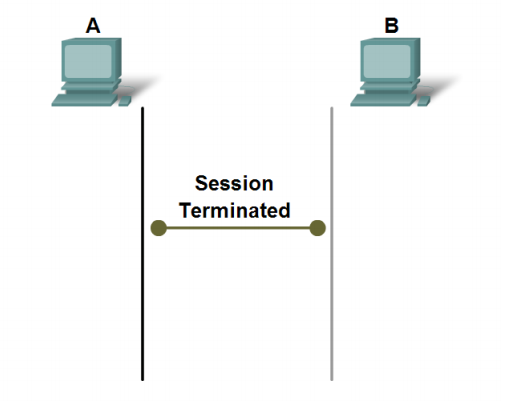 A
B
Session
Terminated